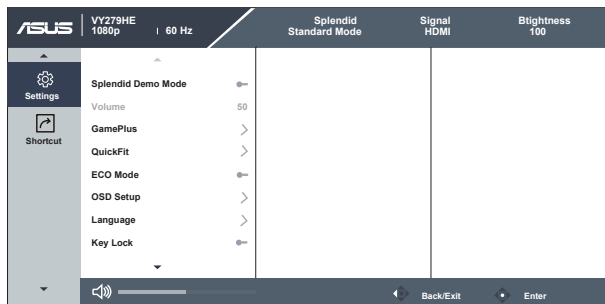 ASUS
VY279HE
1080p | 60 Hz
Splendid
Standard Mode
Signal
HDMI
Btightness
100
Settings
Shortcut
Splendid Demo Mode
Volume 50
GamePlus
QuickFit
ECO Mode
OSD Setup
Language
Key Lock
Back/Exit
Enter